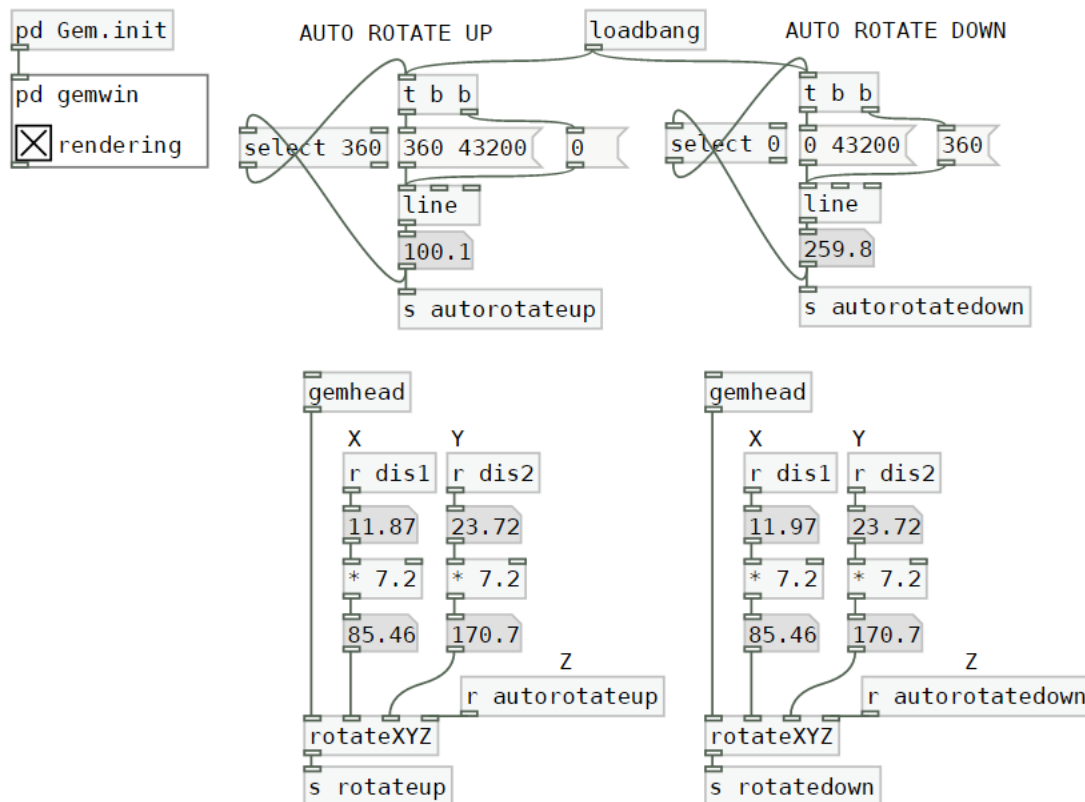 pd Gem.init
AUTO ROTATE UP
loadbang
AUTO ROTATE DOWN
pd gemwin
rendering
t b b
t b b
select 360
360 43200
0
select 0
0 43200
360
line
line
100.1
259.8
s autorotateup
s autorotatedown
gemhead
gemhead
X
Y
X
Y
r dis1
r dis2
r dis1
r dis2
11.87
23.72
11.97
23.72
* 7.2
* 7.2
* 7.2
* 7.2
85.46
170.7
85.46
170.7
Z
Z
r autorotateup
r autorotatedown
rotateXYZ
rotateXYZ
s rotateup
s rotatedown